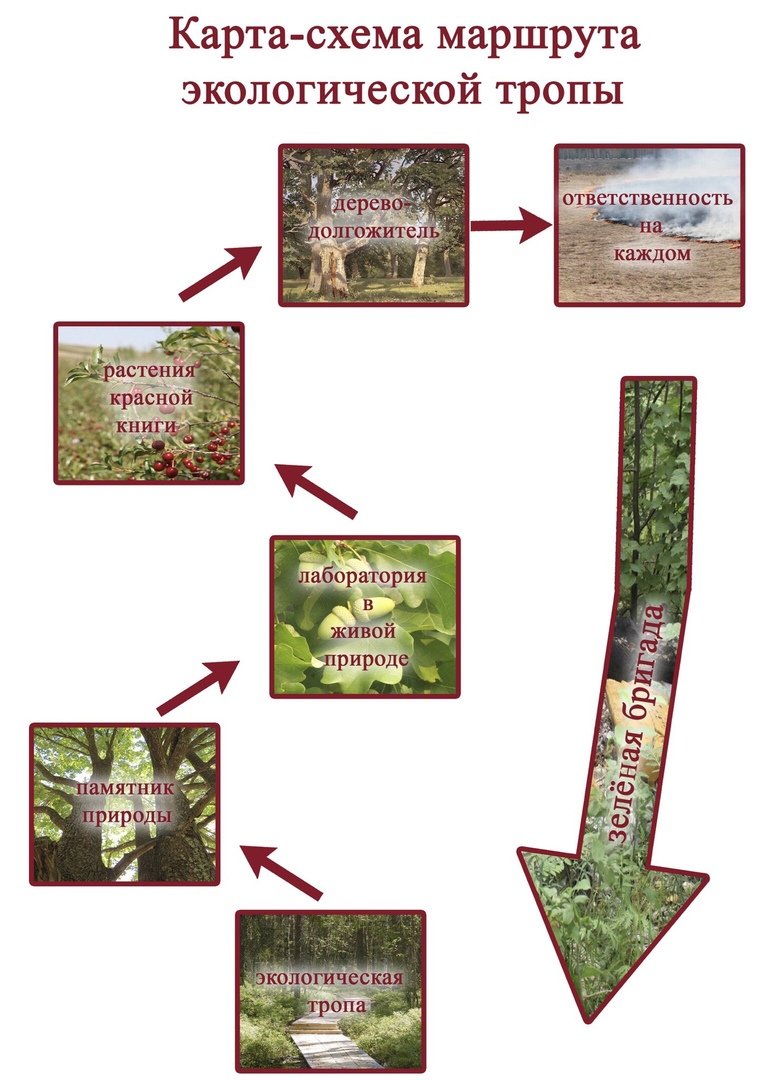 Карта-схема маршрута
экологической тропы
дерево-
долгожитель
ответственность
на
каждом
растения
красной
книги
лаборатория
в
живой
природе
зелёная бригада
памятник
природы
экологическая
тропа